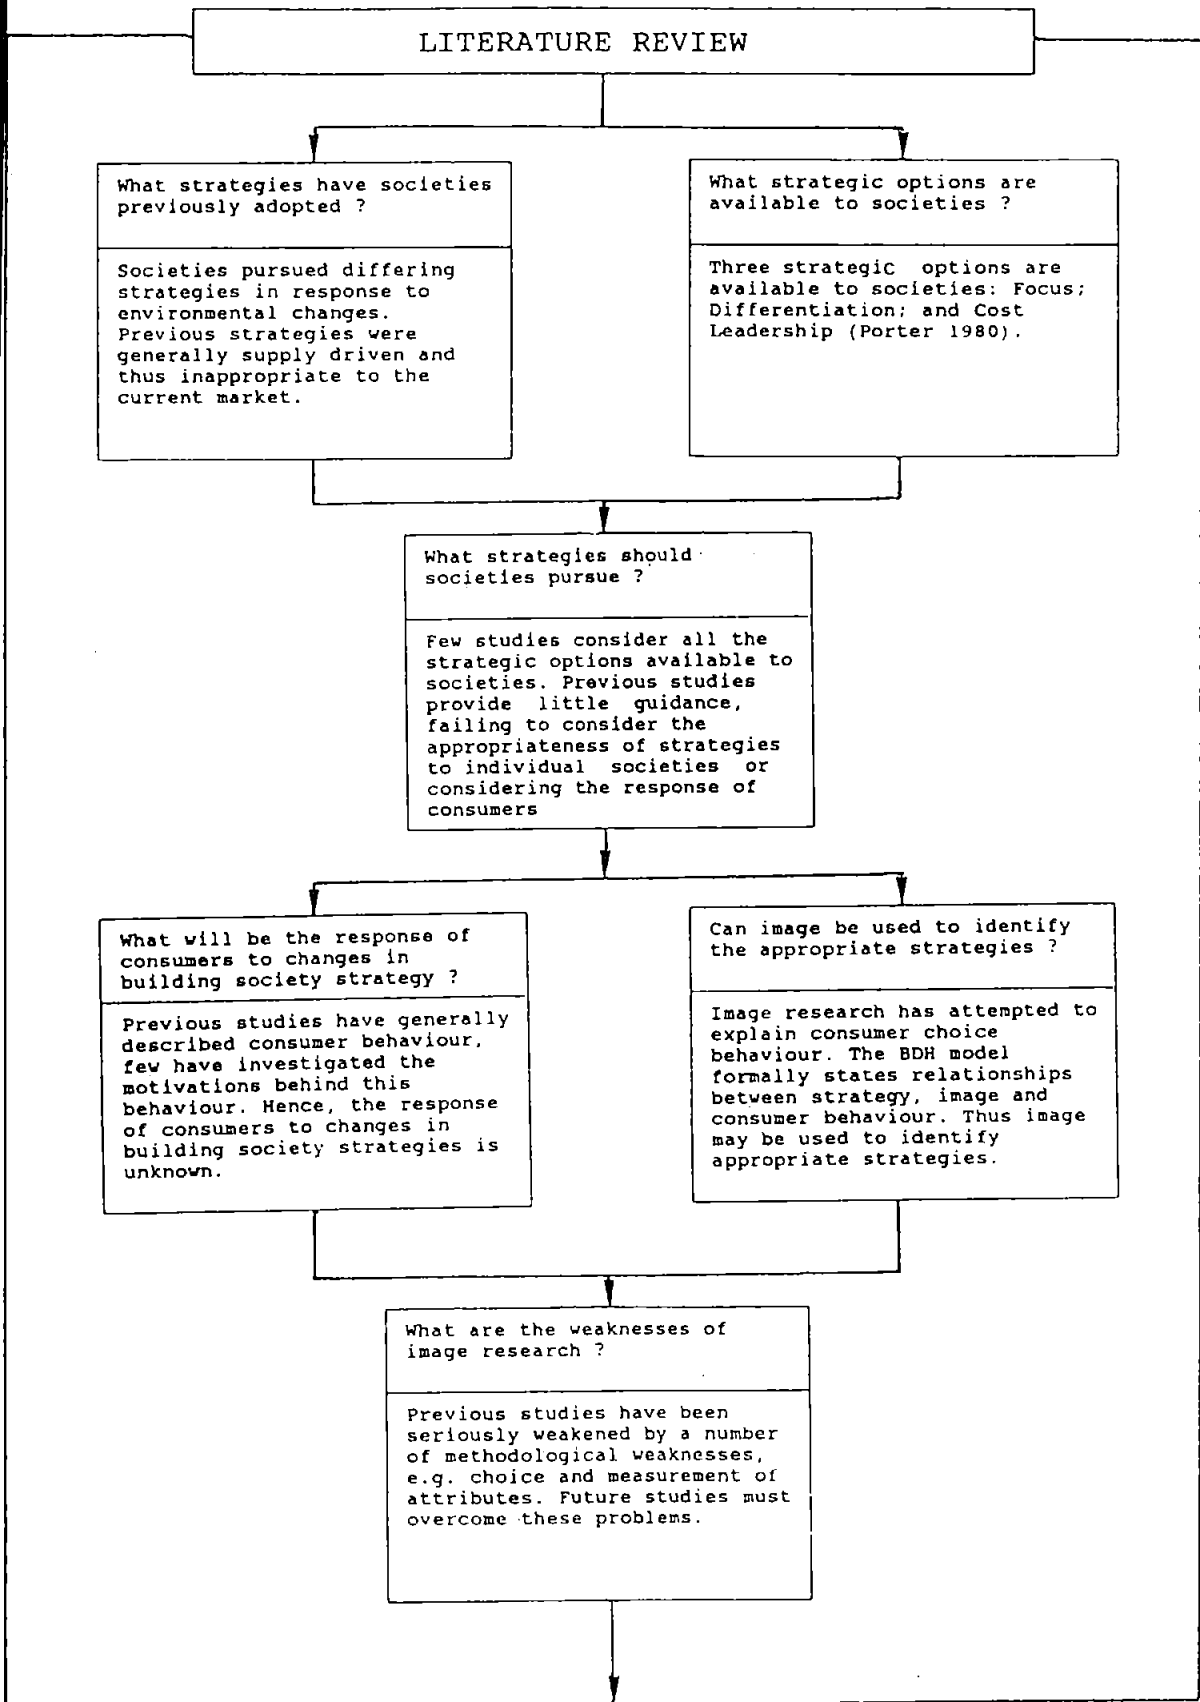 LITERATURE REVIEW
What strategies have societies
previously adopted ?
Societies pursued differing
strategies in response to
environmental changes.
Previous strategies were
generally supply driven and
thus inappropriate to the
current market.
What strategic options are
available to societies ?
Three strategic options are
available to societies: Focus;
Differentiation; and Cost
Leadership (Porter 1980).
What strategies should
societies pursue ?
Few studies consider all the
strategic options available to
societies. Previous studies
provide little guidance,
failing to consider the
appropriateness of strategies
to individual societies or
considering the response of
consumers
What will be the response of
consumers to changes in
building society strategy ?
Previous studies have generally
described consumer behaviour,
few have investigated the
motivations behind this
behaviour. Hence, the response
of consumers to changes in
building society strategies is
unknown.
Can image be used to identify
the appropriate strategies ?
Image research has attempted to
explain consumer choice
behaviour. The BDH model
formally states relationships
between strategy, image and
consumer behaviour. Thus image
may be used to identify
appropriate strategies.
What are the weaknesses of
image research ?
Previous studies have been
seriously weakened by a number
of methodological weaknesses,
e.g. choice and measurement of
attributes. Future studies must
overcome these problems.